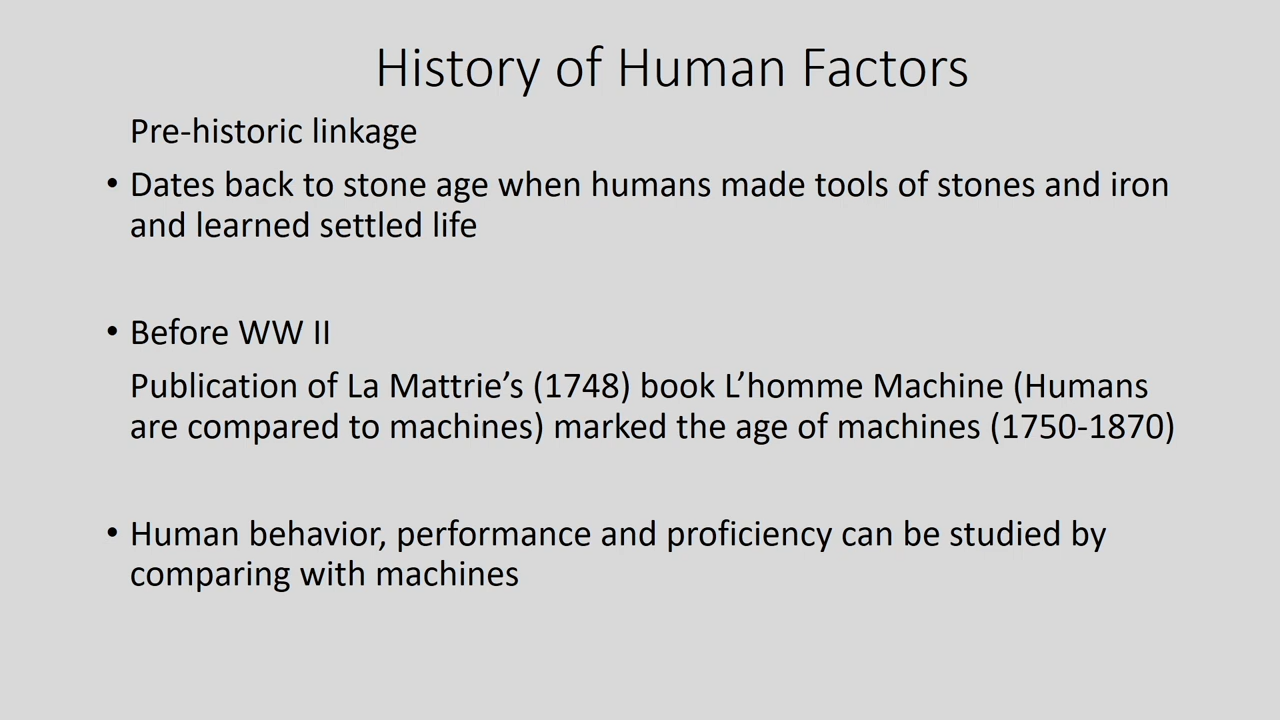 History of Human Factors
Pre-historic linkage
• Dates back to stone age when humans made tools of stones and iron
and learned settled life
• Before WW II
Publication of La Mattrie’s (1748) book L’homme Machine (Humans
are compared to machines) marked the age of machines (1750-1870)
• Human behavior, performance and proficiency can be studied by
comparing with machines